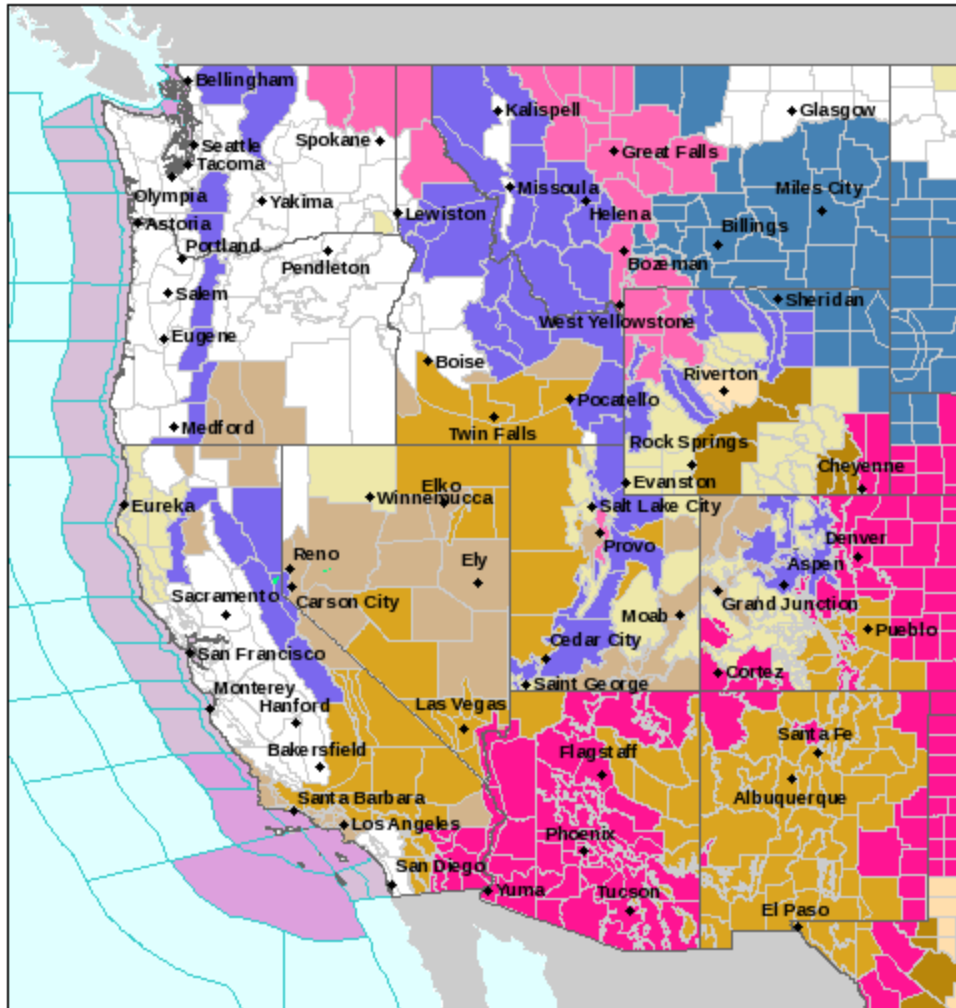 Bellingham
Kalispell
Glasgow
Seattle
Spokane
Great Falls
Tacoma
Olympia
Yakima
Missoula
Miles City
Helena
Lewiston
Astoria
Billings
Portland
Pendleton
Bozeman
Salem
Sheridan
West Yellowstone
Eugene
Boise
Riverton
Pocatello
Medford
Twin Falls
Rock Springs
Cheyenne
Elko
Evanston
Winnemucca
Eureka
Salt Lake City
Provo
Denver
Reno
Ely
Aspen
Sacramento
Carson City
Grand Junction
Moab
Pueblo
Cedar City
San Francisco
Cortez
Saint George
Monterey
Hanford
Las Vegas
Bakersfield
Flagstaff
Santa Fe
Santa Barbara
Albuquerque
Los Angeles
Phoenix
San Diego
Yuma
Tucson
El Paso